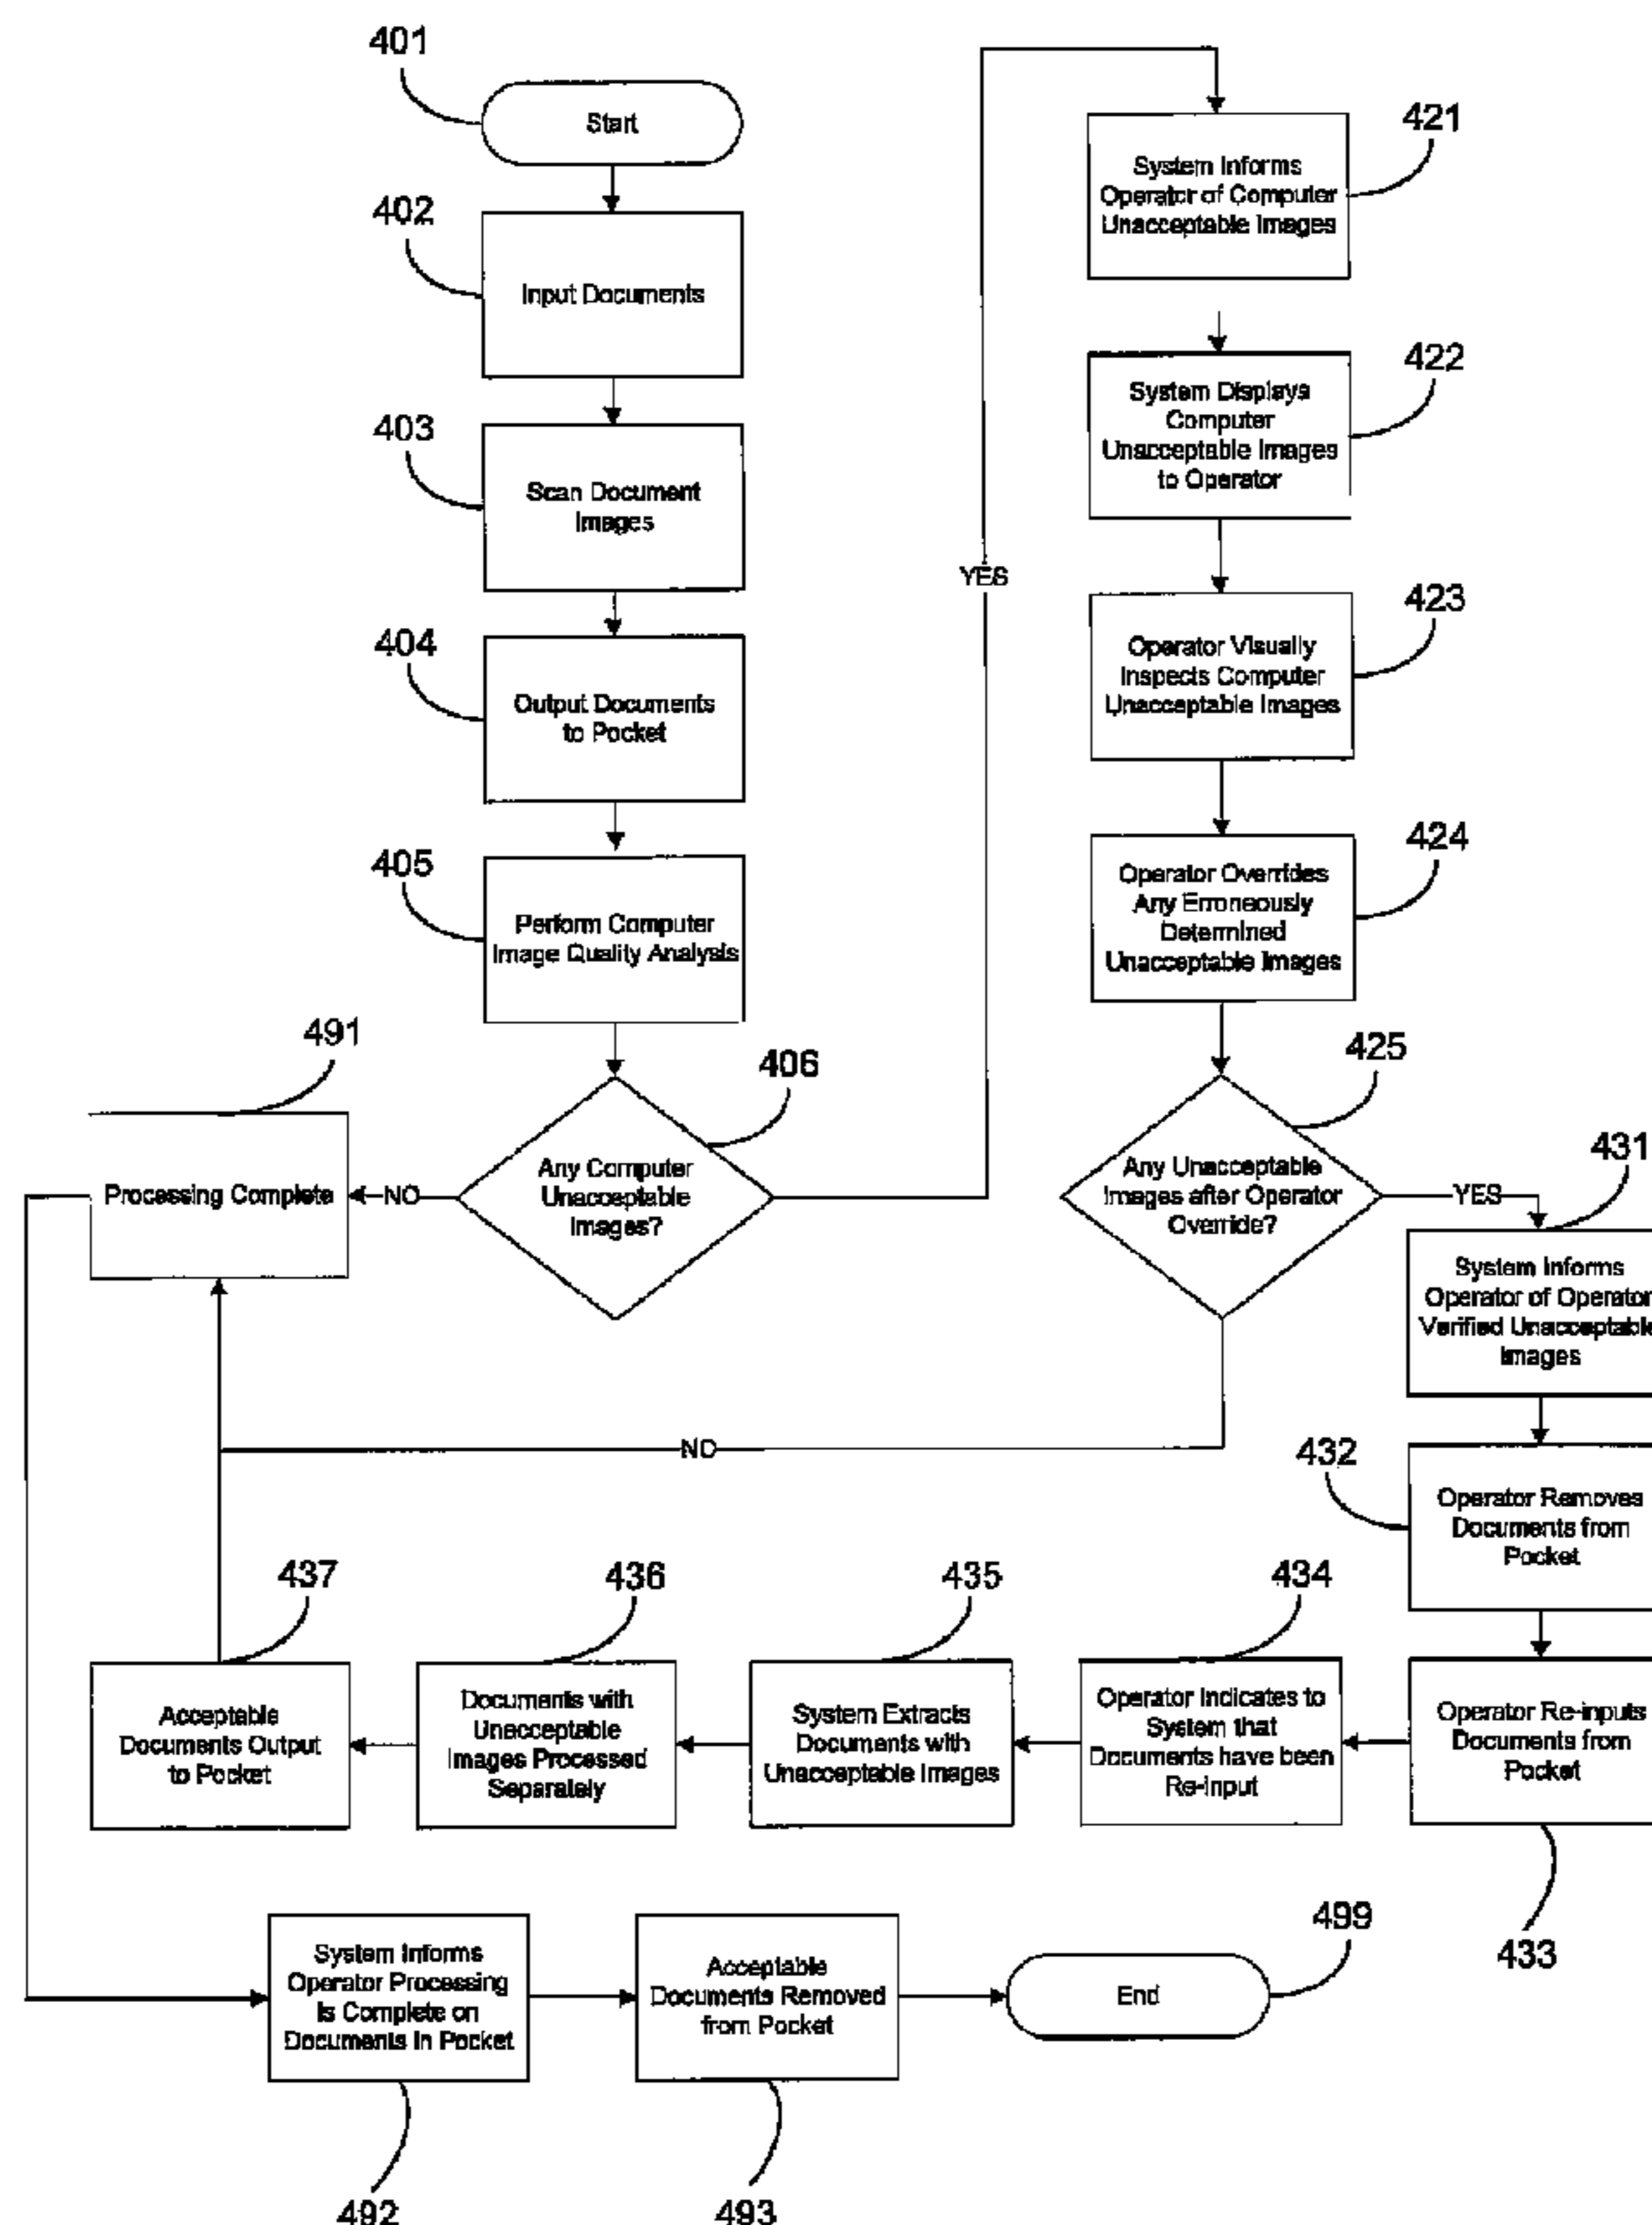 401
Start
402
Input Documents
403
Scan Document
Images
404
Output Documents
to Pocket
405
Perform Computer
Image Quality Analysis
491
Processing Complete
NO
406
Any Computer
Unacceptable
Images?
YES
421
System Informs
Operator of Computer
Unacceptable Images
422
System Displays
Computer
Unacceptable Images
to Operator
423
Operator Visually
Inspects Computer
Unacceptable Images
424
Operator Overrides
Any Erroneously
Determined
Unacceptable Images
425
Any Unacceptable
Images after Operator
Override?
YES
NO
431
System Informs
Operator of Operator
Verified Unacceptable
Images
432
Operator Removes
Documents from
Pocket
433
Operator Re-inputs
Documents from
Pocket
434
Operator Indicates to
System that
Documents have been
Re-input
435
System Extracts
Documents with
Unacceptable Images
436
Documents with
Unacceptable
Images Processed
Separately
437
Acceptable
Documents Output
to Pocket
System Informs
Operator Processing
Is Complete on
Documents in Pocket
492
Acceptable
Documents Removed
from Pocket
493
End
499